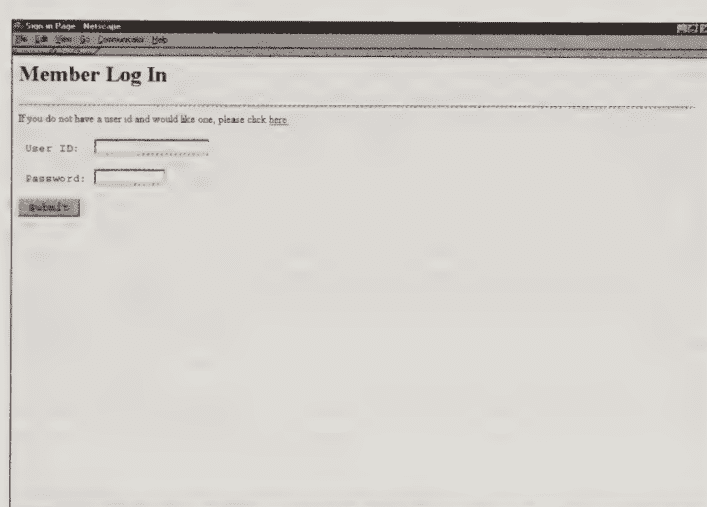 Sign in Page - Netscape
File Edit View Go Communicator Help
Member Log In
If you do not have a user id and would like one, please click here.
User ID:
Password:
Submit